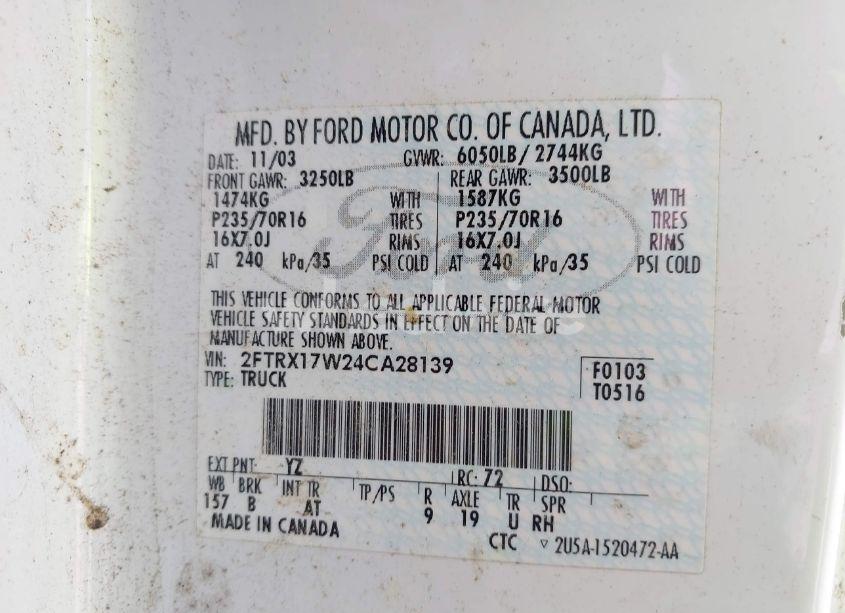 MFD. BY FORD MOTOR CO. OF CANADA, LTD.
DATE: 11/03 GVWR: 6050LB/ 2744KG
FRONT GAWR: 3250LB REAR GAWR: 3500LB
1474KG WITH 1587KG WITH
P235/70R16 TIRES P235/70R16 TIRES
16X7.0J RIMS 16X7.0J RIMS
AT 240 kPa/35 PSI COLD AT 240 kPa/35 PSI COLD
Ford
THIS VEHICLE CONFORMS TO ALL APPLICABLE FEDERAL MOTOR
VEHICLE SAFETY STANDARDS IN EFFECT ON THE DATE OF
MANUFACTURE SHOWN ABOVE.
VIN: 2FTRX17W24CA28139 F0103
TYPE: TRUCK T0516
EXT PNT: YZ RC: 72 DSO:
WB BRK INT TR TP/PS R AXLE TR SPR
157 B AT 9 19 U RH
MADE IN CANADA
CTC ▽ 2U5A-1520472-AA